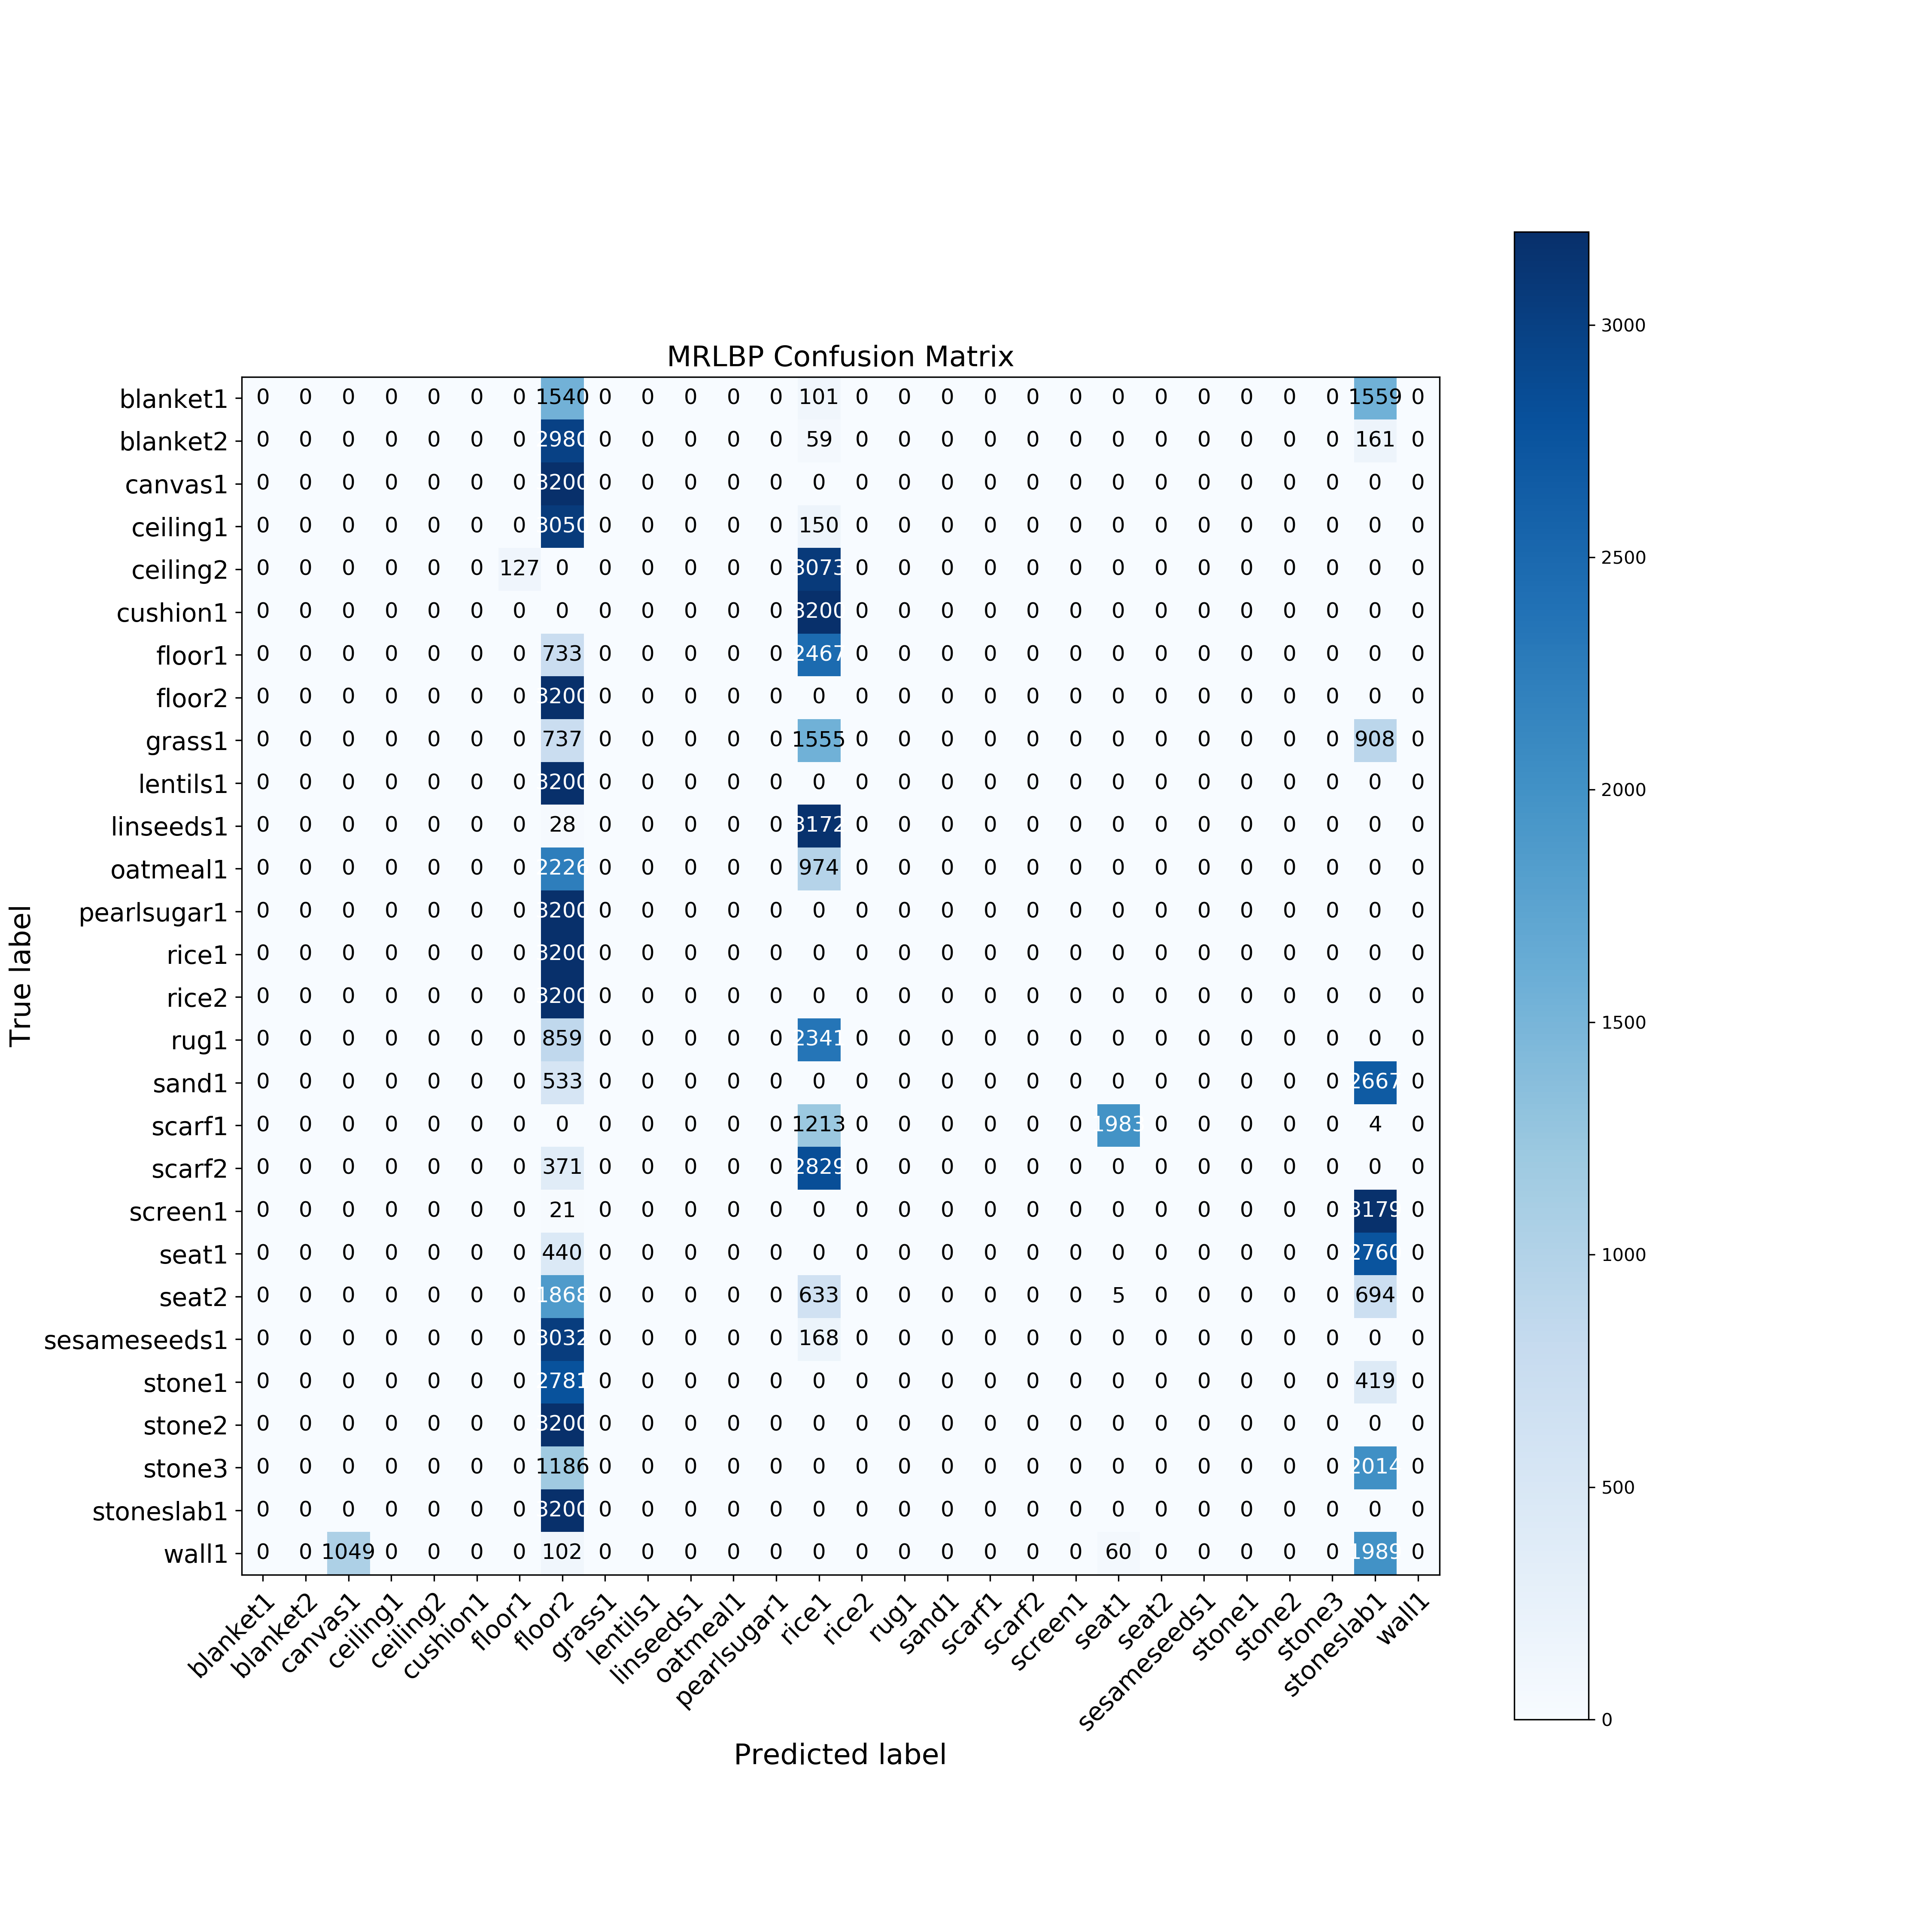 MRLBP Confusion Matrix
blanket1 0 0 0 0 0 0 0 1540 0 0 0 0 0 101 0 0 0 0 0 0 0 0 0 0 0 0 1559 0
blanket2 0 0 0 0 0 0 0 2980 0 0 0 0 0 59 0 0 0 0 0 0 0 0 0 0 0 0 161 0
canvas1 0 0 0 0 0 0 0 3200 0 0 0 0 0 0 0 0 0 0 0 0 0 0 0 0 0 0 0 0
ceiling1 0 0 0 0 0 0 0 3050 0 0 0 0 0 150 0 0 0 0 0 0 0 0 0 0 0 0 0 0
ceiling2 0 0 0 0 0 0 127 0 0 0 0 0 0 3073 0 0 0 0 0 0 0 0 0 0 0 0 0 0
cushion1 0 0 0 0 0 0 0 0 0 0 0 0 0 3200 0 0 0 0 0 0 0 0 0 0 0 0 0 0
floor1 0 0 0 0 0 0 0 733 0 0 0 0 0 2467 0 0 0 0 0 0 0 0 0 0 0 0 0 0
floor2 0 0 0 0 0 0 0 3200 0 0 0 0 0 0 0 0 0 0 0 0 0 0 0 0 0 0 0 0
grass1 0 0 0 0 0 0 0 737 0 0 0 0 0 1555 0 0 0 0 0 0 0 0 0 0 0 0 908 0
lentils1 0 0 0 0 0 0 0 3200 0 0 0 0 0 0 0 0 0 0 0 0 0 0 0 0 0 0 0 0
linseeds1 0 0 0 0 0 0 0 28 0 0 0 0 0 3172 0 0 0 0 0 0 0 0 0 0 0 0 0 0
oatmeal1 0 0 0 0 0 0 0 2226 0 0 0 0 0 974 0 0 0 0 0 0 0 0 0 0 0 0 0 0
pearlsugar1 0 0 0 0 0 0 0 3200 0 0 0 0 0 0 0 0 0 0 0 0 0 0 0 0 0 0 0 0
rice1 0 0 0 0 0 0 0 3200 0 0 0 0 0 0 0 0 0 0 0 0 0 0 0 0 0 0 0 0
rice2 0 0 0 0 0 0 0 3200 0 0 0 0 0 0 0 0 0 0 0 0 0 0 0 0 0 0 0 0
rug1 0 0 0 0 0 0 0 859 0 0 0 0 0 2341 0 0 0 0 0 0 0 0 0 0 0 0 0 0
sand1 0 0 0 0 0 0 0 533 0 0 0 0 0 0 0 0 0 0 0 0 0 0 0 0 0 0 2667 0
scarf1 0 0 0 0 0 0 0 0 0 0 0 0 0 1213 0 0 0 0 0 0 1983 0 0 0 0 0 4 0
scarf2 0 0 0 0 0 0 0 371 0 0 0 0 0 2829 0 0 0 0 0 0 0 0 0 0 0 0 0 0
screen1 0 0 0 0 0 0 0 21 0 0 0 0 0 0 0 0 0 0 0 0 0 0 0 0 0 0 3179 0
seat1 0 0 0 0 0 0 0 440 0 0 0 0 0 0 0 0 0 0 0 0 0 0 0 0 0 0 2760 0
seat2 0 0 0 0 0 0 0 1868 0 0 0 0 0 633 0 0 0 0 0 0 5 0 0 0 0 0 694 0
sesameseeds1 0 0 0 0 0 0 0 3032 0 0 0 0 0 168 0 0 0 0 0 0 0 0 0 0 0 0 0 0
stone1 0 0 0 0 0 0 0 2781 0 0 0 0 0 0 0 0 0 0 0 0 0 0 0 0 0 0 419 0
stone2 0 0 0 0 0 0 0 3200 0 0 0 0 0 0 0 0 0 0 0 0 0 0 0 0 0 0 0 0
stone3 0 0 0 0 0 0 0 1186 0 0 0 0 0 0 0 0 0 0 0 0 0 0 0 0 0 0 2014 0
stoneslab1 0 0 0 0 0 0 0 3200 0 0 0 0 0 0 0 0 0 0 0 0 0 0 0 0 0 0 0 0
wall1 0 0 1049 0 0 0 0 102 0 0 0 0 0 0 0 0 0 0 0 0 60 0 0 0 0 0 1989 0
True label
blanket1 blanket2 canvas1 ceiling1 ceiling2 cushion1 floor1 floor2 grass1 lentils1 linseeds1 oatmeal1 pearlsugar1 rice1 rice2 rug1 sand1 scarf1 scarf2 screen1 seat1 seat2 sesameseeds1 stone1 stone2 stone3 stoneslab1 wall1
Predicted label
3000
2500
2000
1500
1000
500
0